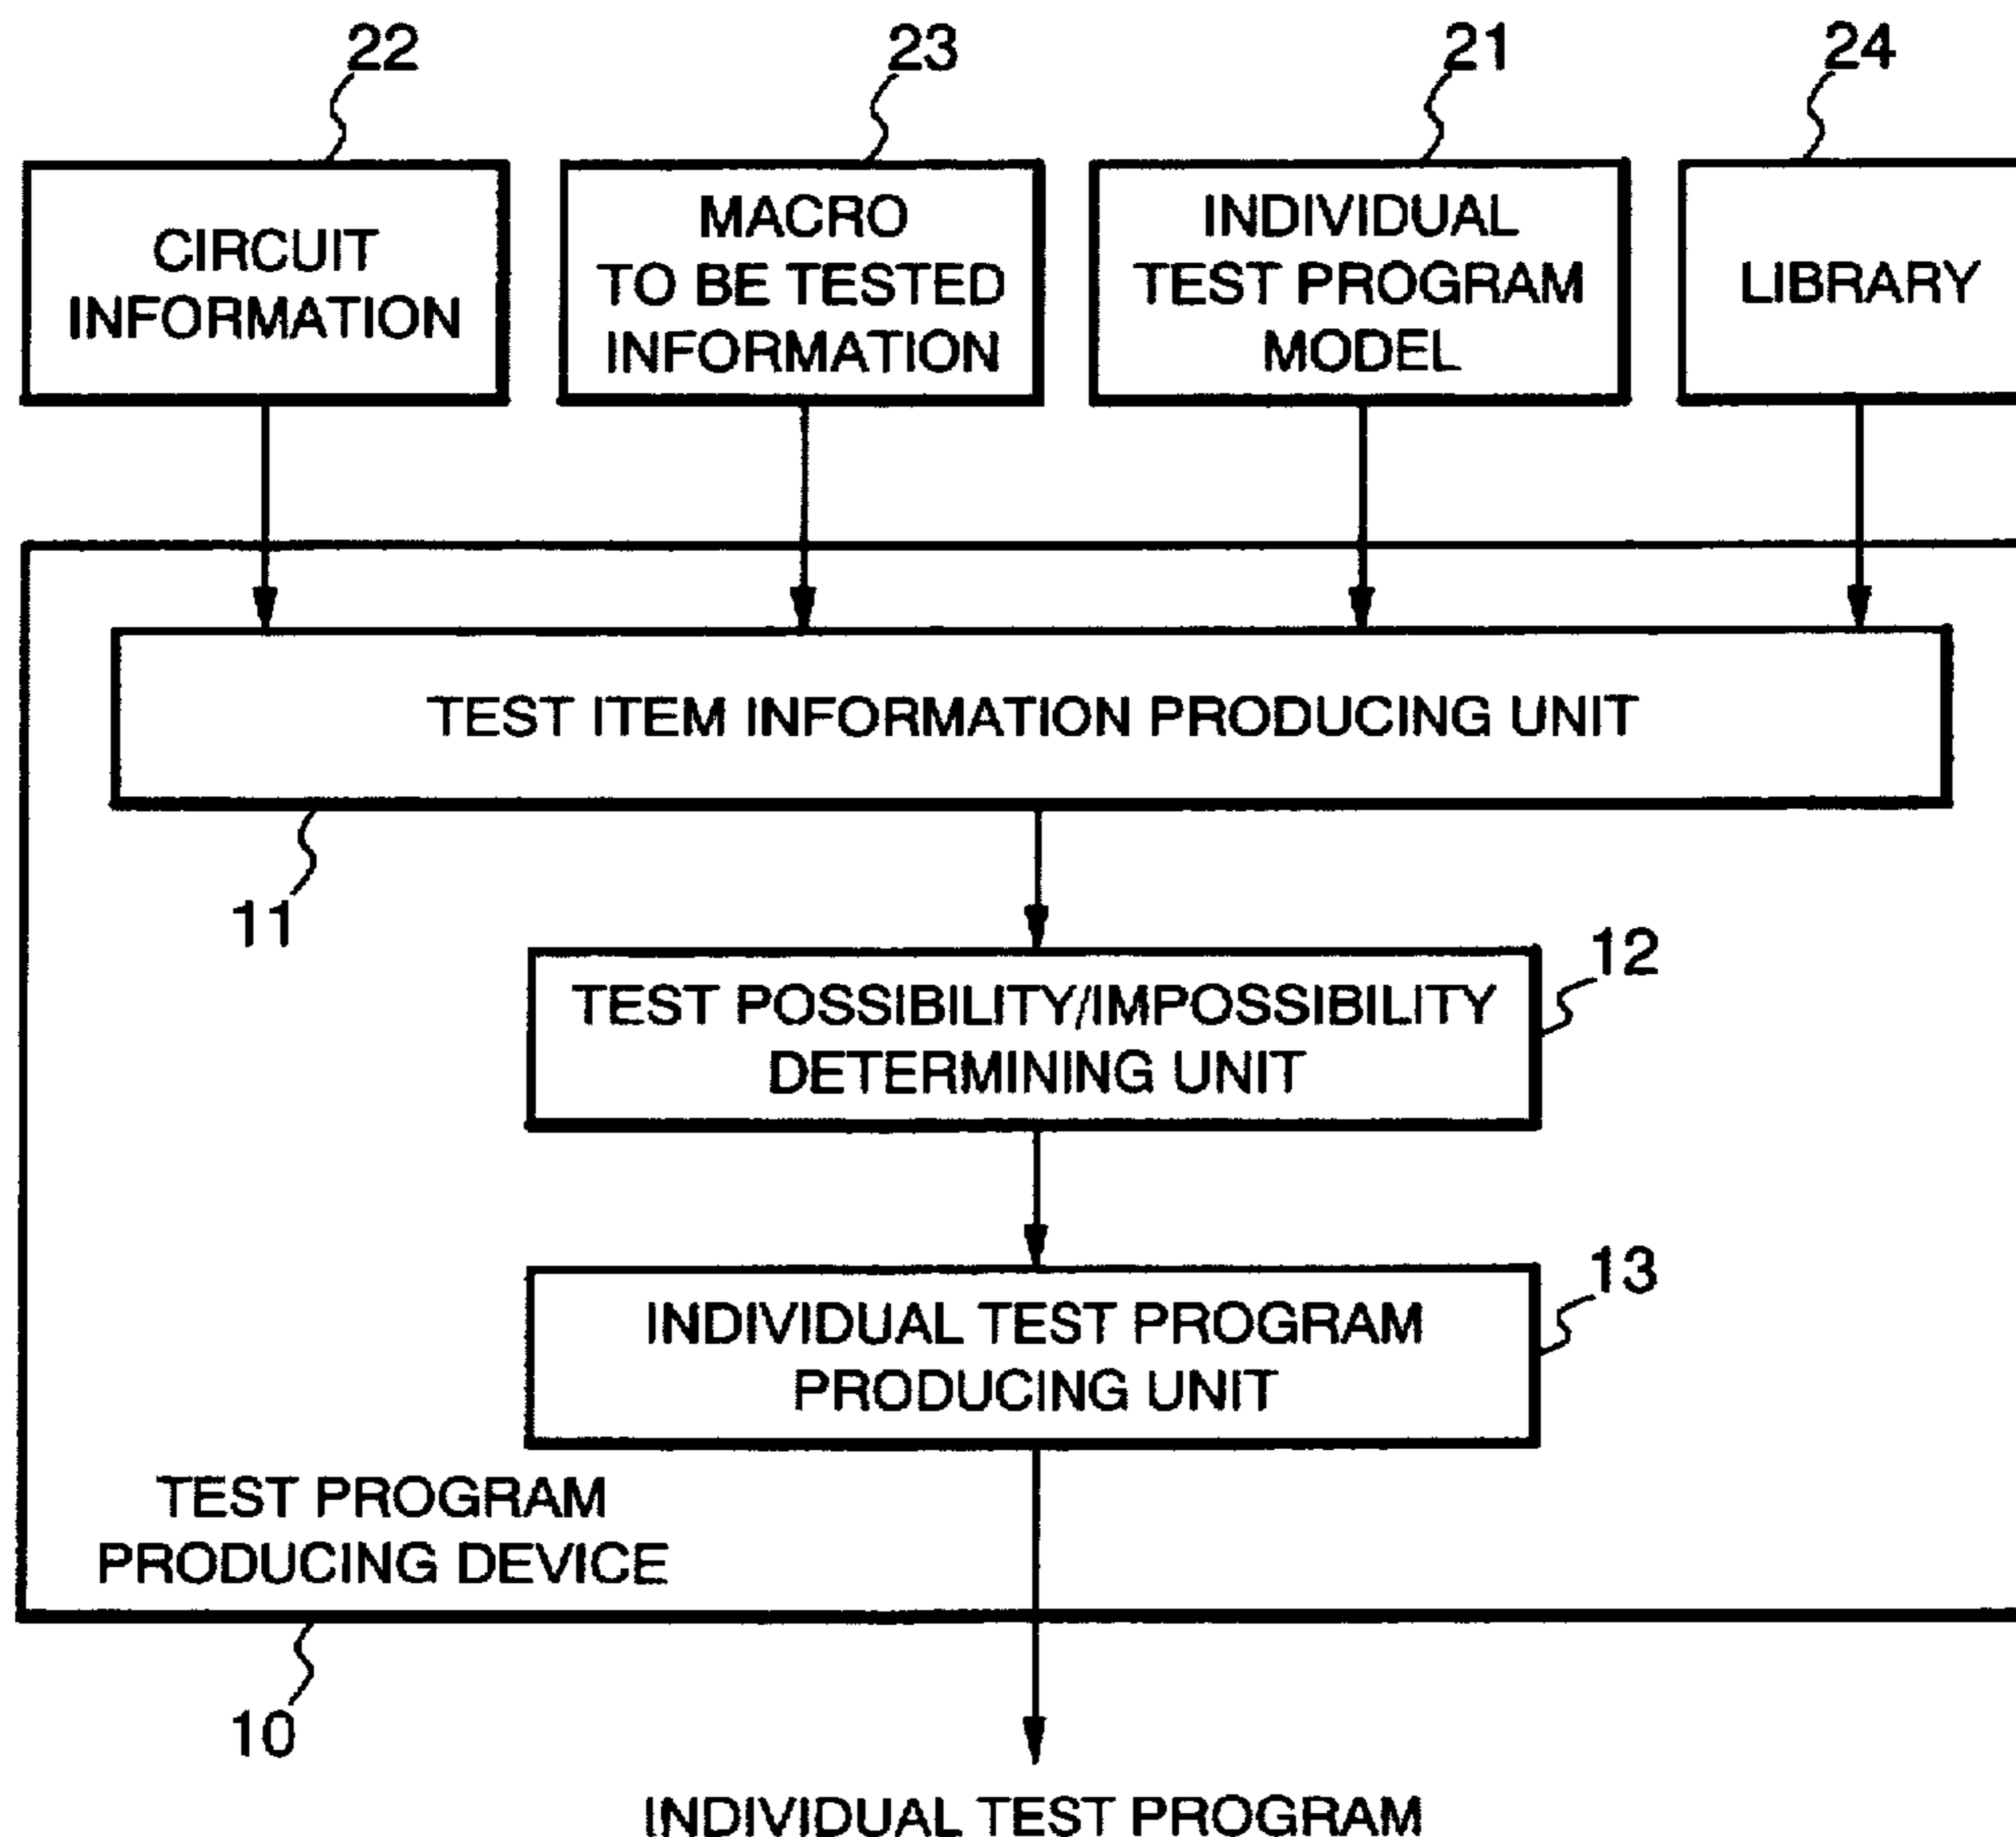 22
23
21
24
CIRCUIT
INFORMATION
MACRO
TO BE TESTED
INFORMATION
INDIVIDUAL
TEST PROGRAM
MODEL
LIBRARY
TEST ITEM INFORMATION PRODUCING UNIT
11
TEST POSSIBILITY/IMPOSSIBILITY
DETERMINING UNIT
12
INDIVIDUAL TEST PROGRAM
PRODUCING UNIT
13
TEST PROGRAM
PRODUCING DEVICE
10
INDIVIDUAL TEST PROGRAM